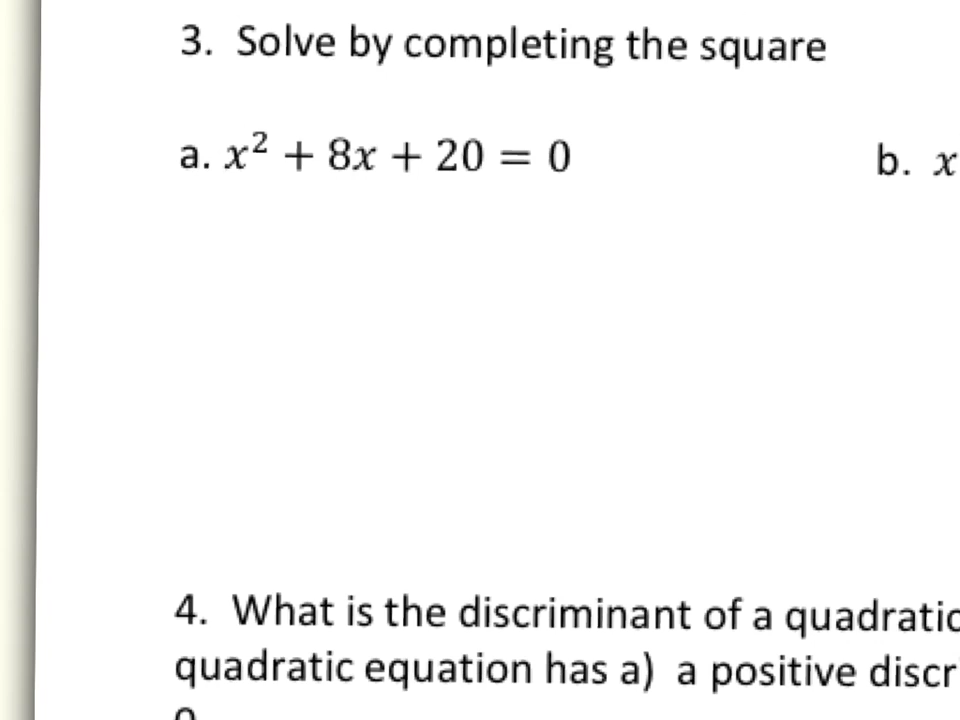 3. Solve by completing the square
a. x² + 8x + 20 = 0 b. x
4. What is the discriminant of a quadratic
quadratic equation has a) a positive discr